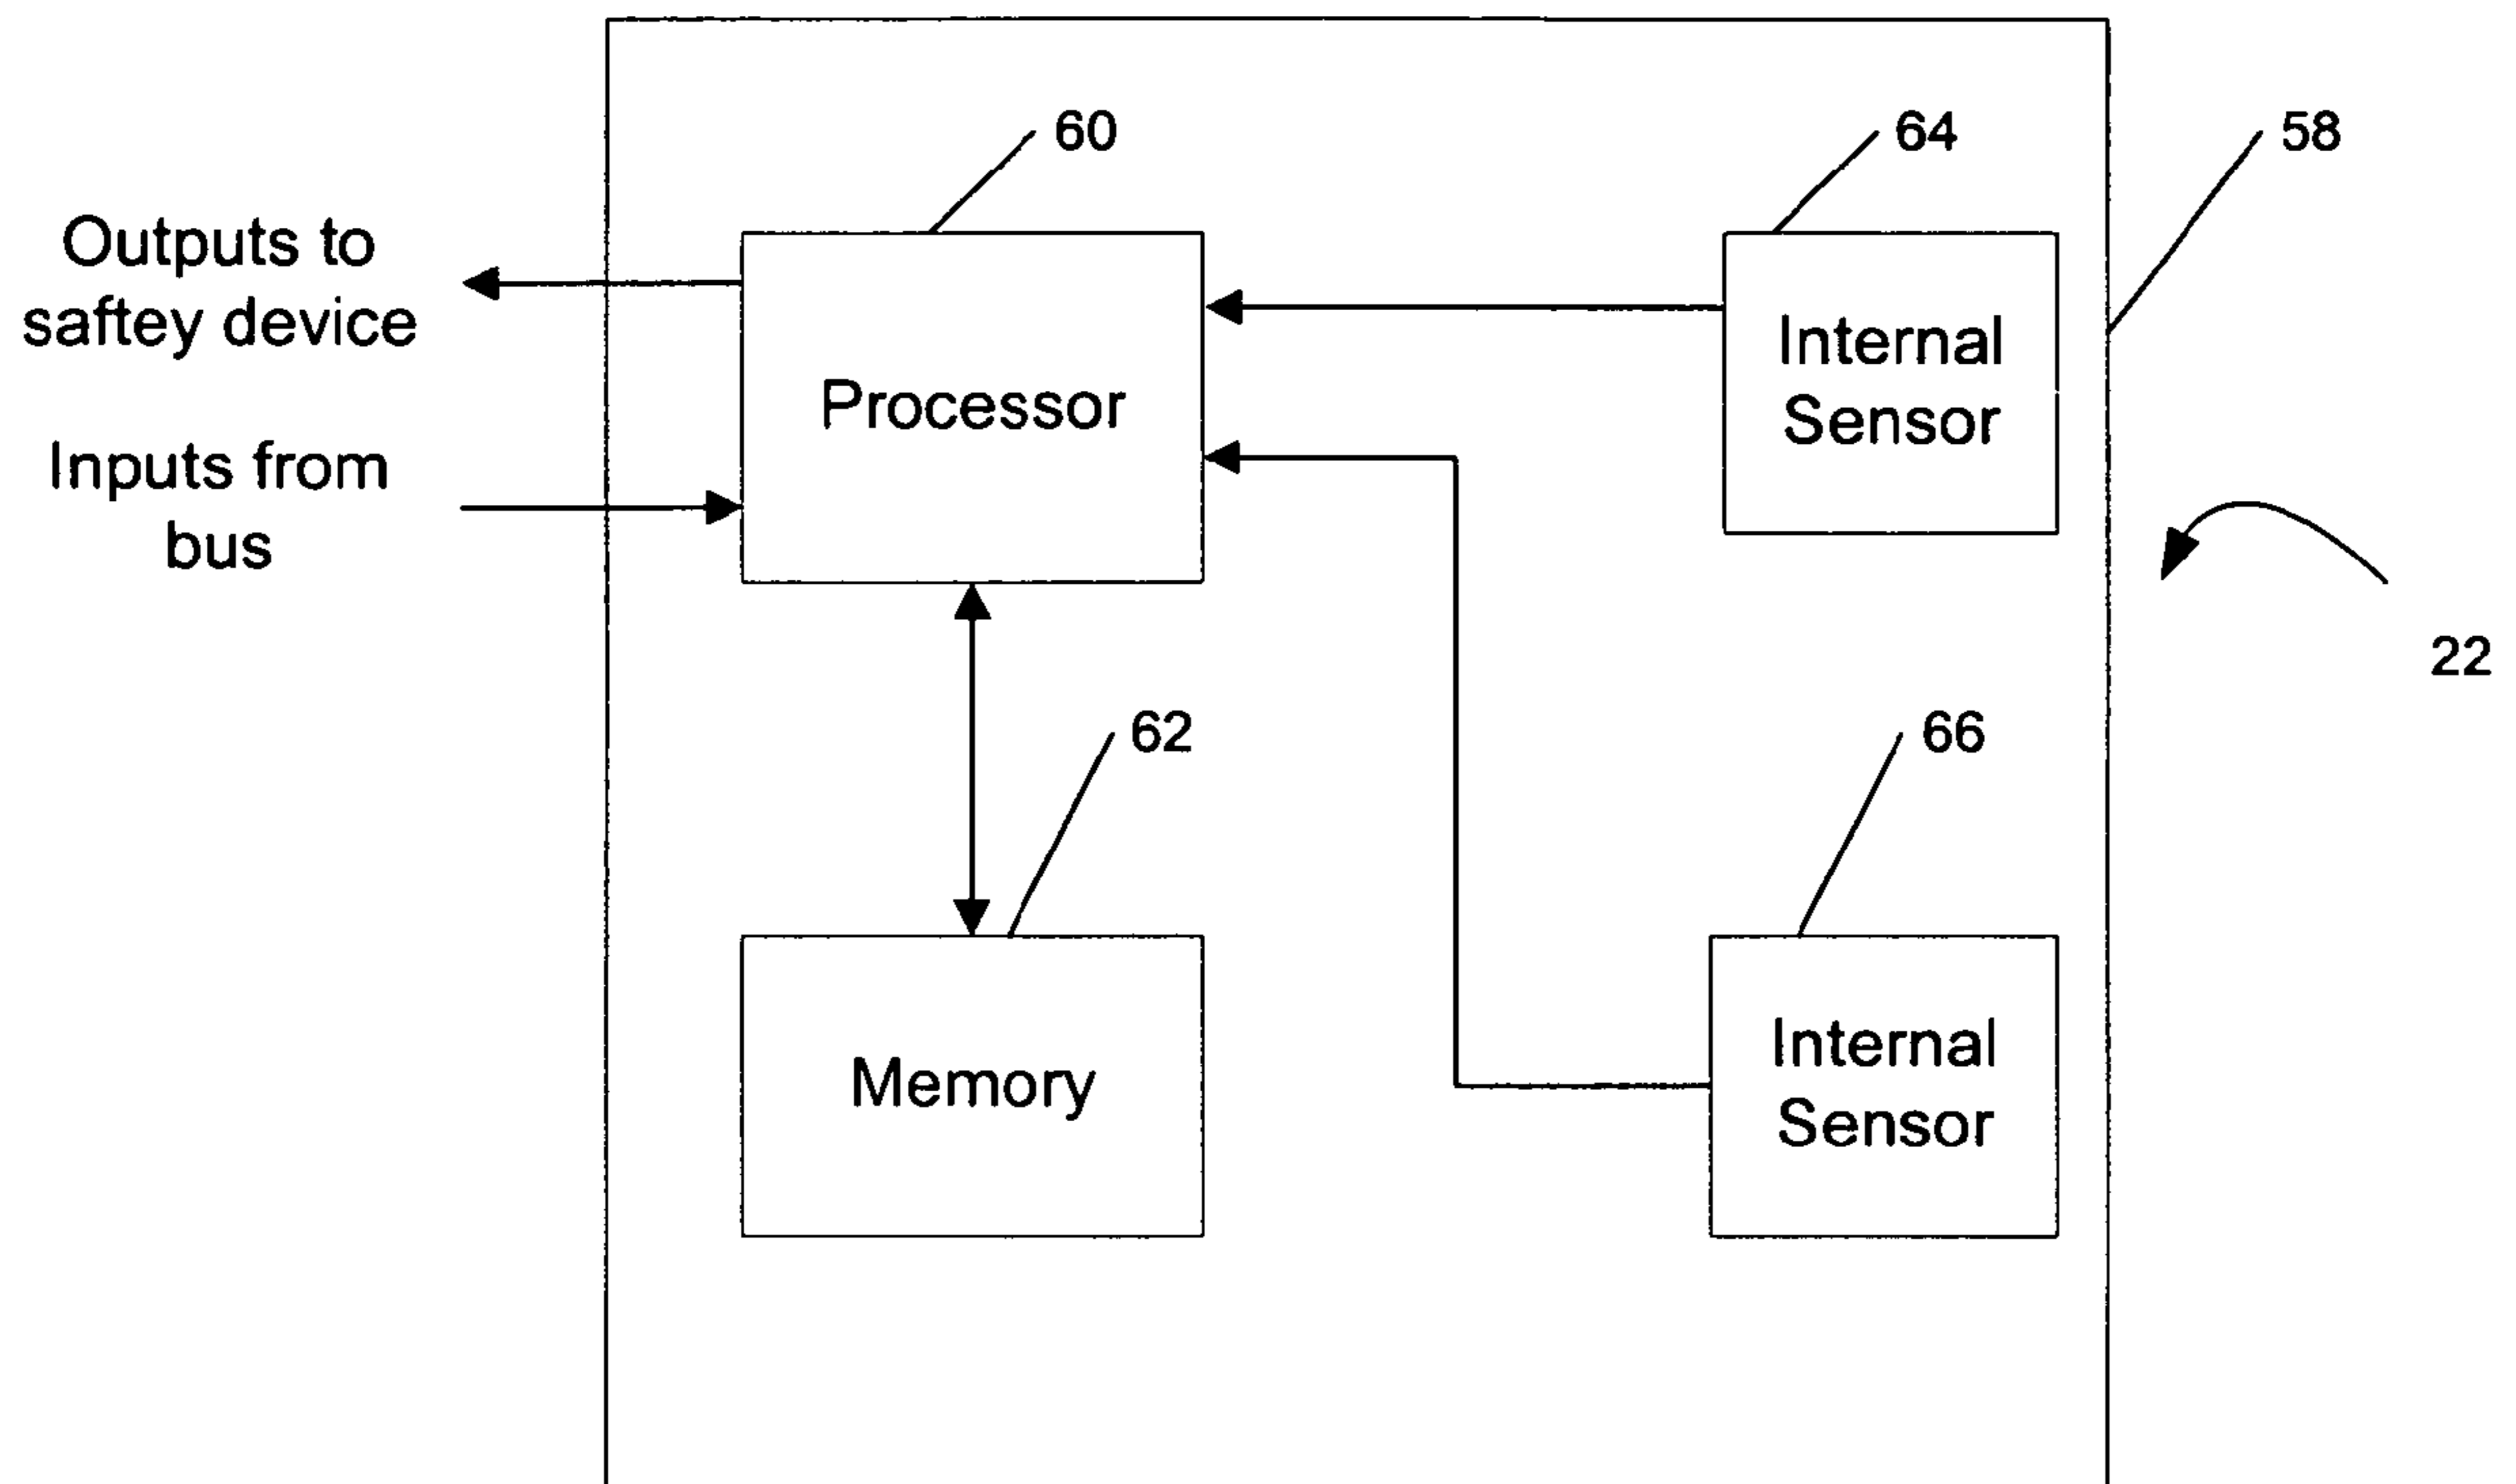 60
64
58
Outputs to
saftey device
Processor
Internal
Sensor
Inputs from
bus
22
62
66
Memory
Internal
Sensor